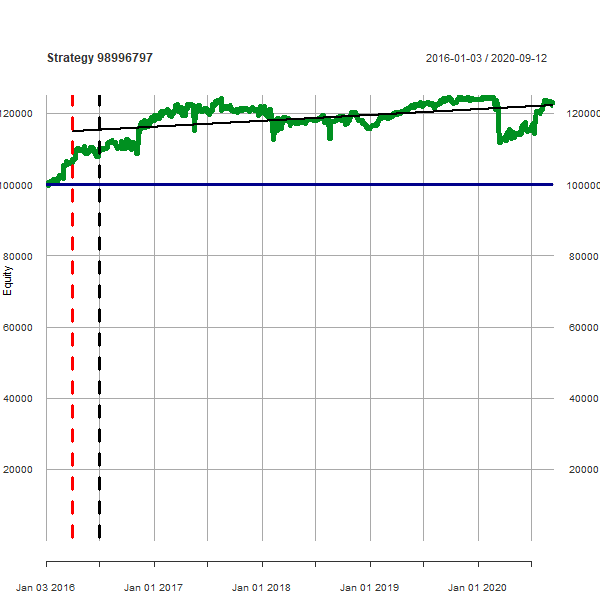 Strategy 98996797
2016-01-03 / 2020-09-12
120000
120000
100000
100000
80000
80000
Equity
60000
60000
40000
40000
20000
20000
Jan 03 2016
Jan 01 2017
Jan 01 2018
Jan 01 2019
Jan 01 2020